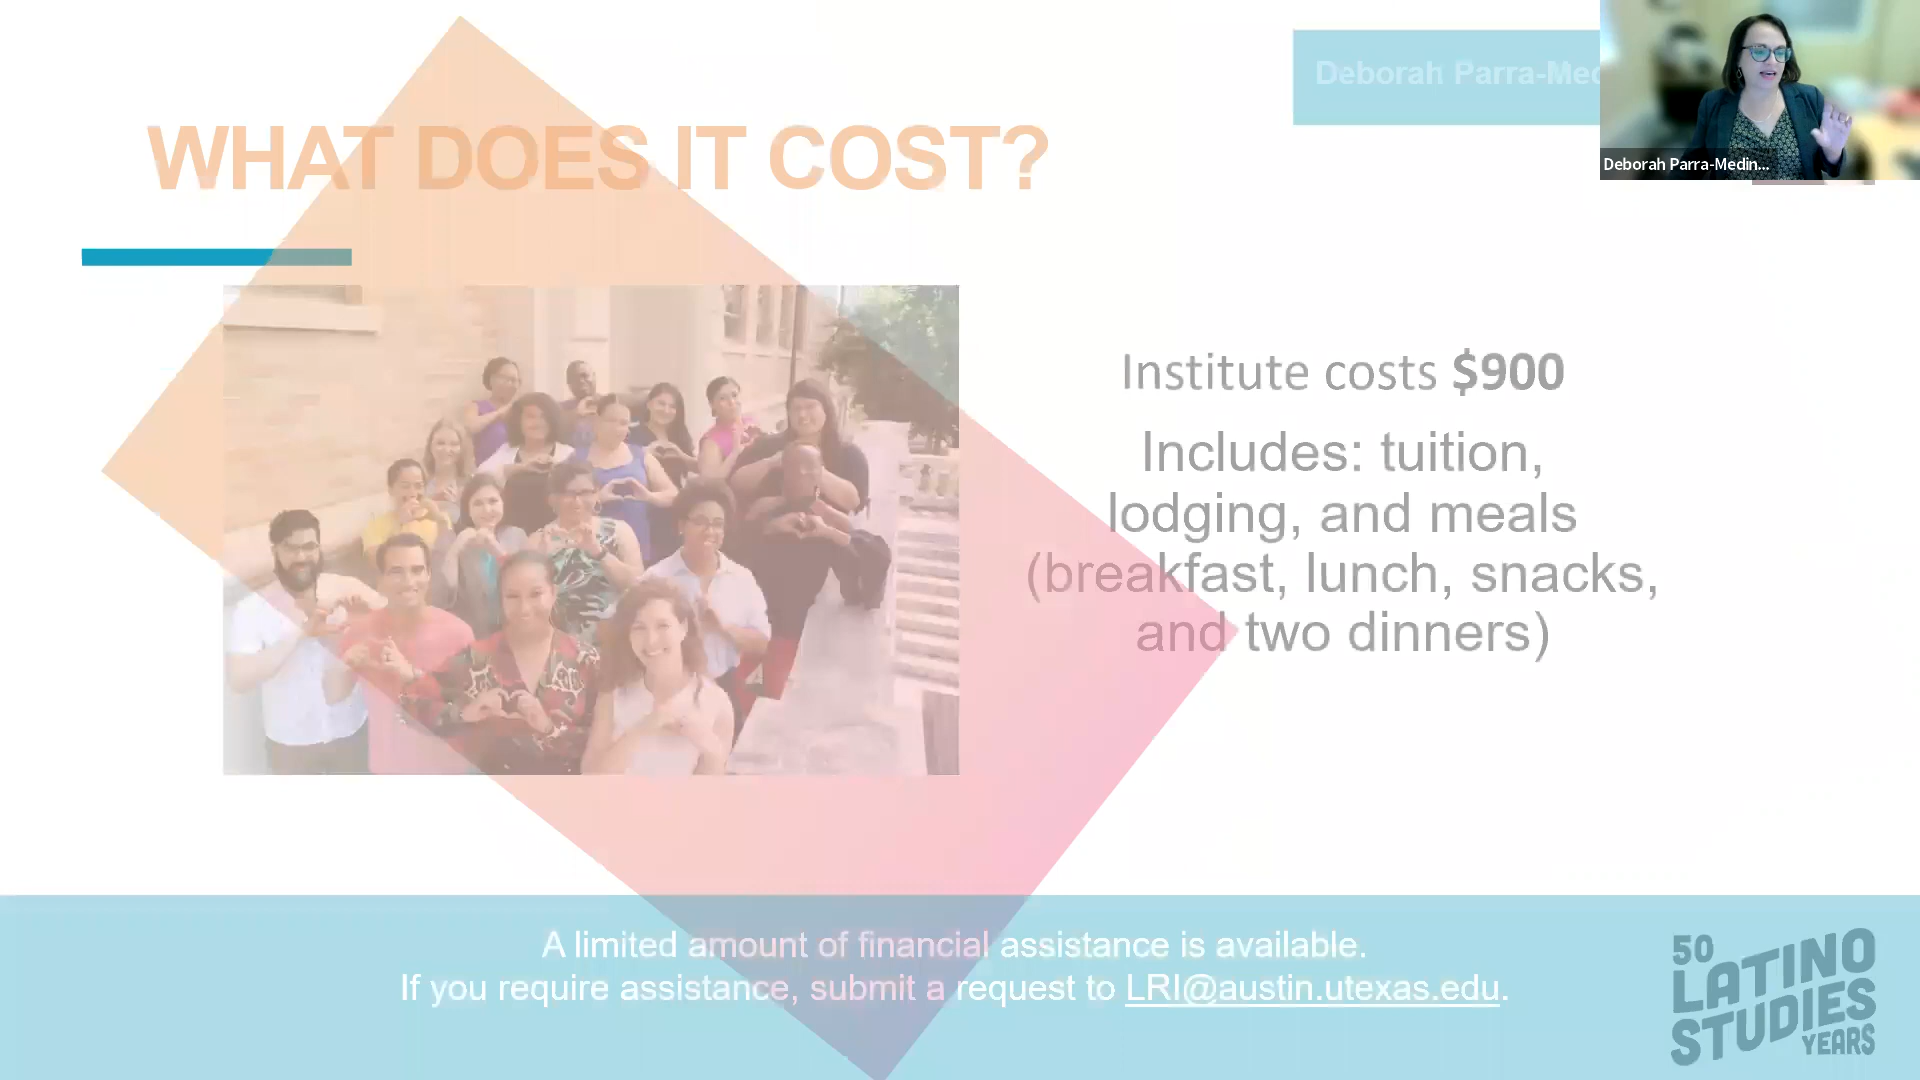 WHAT DOES IT COST?
Deborah Parra-Med
Deborah Parra-Medin...
Institute costs $900
Includes: tuition,
lodging, and meals
(breakfast, lunch, snacks,
and two dinners)
A limited amount of financial assistance is available.
If you require assistance, submit a request to LRI@austin.utexas.edu.
50
LATINO
STUDIES
YEARS